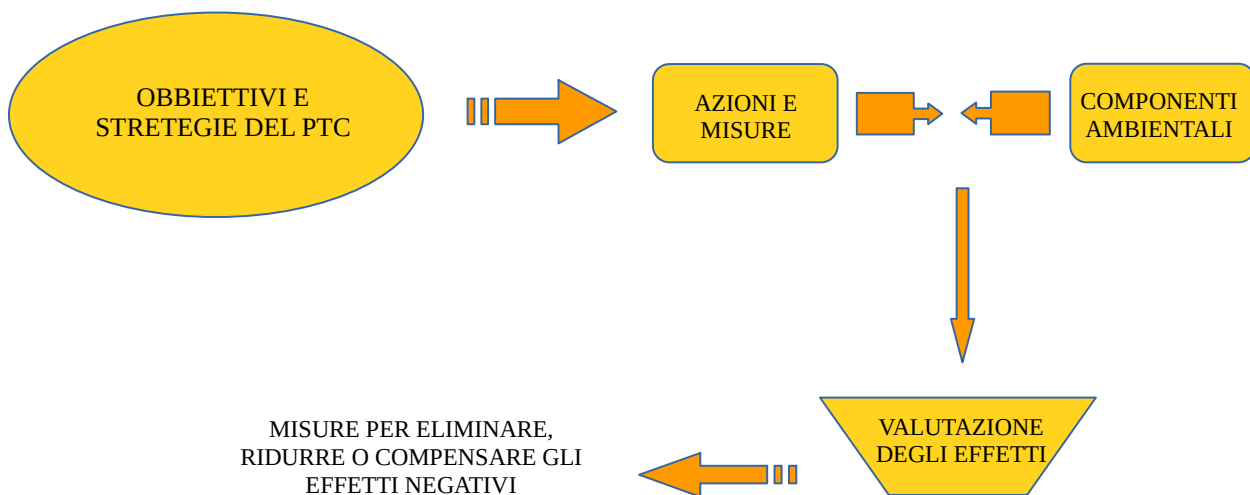 OBBIETTIVI E
STRETEGIE DEL PTC
AZIONI E
MISURE
COMPONENTI
AMBIENTALI
VALUTAZIONE
DEGLI EFFETTI
MISURE PER ELIMINARE,
RIDURRE O COMPENSARE GLI
EFFETTI NEGATIVI